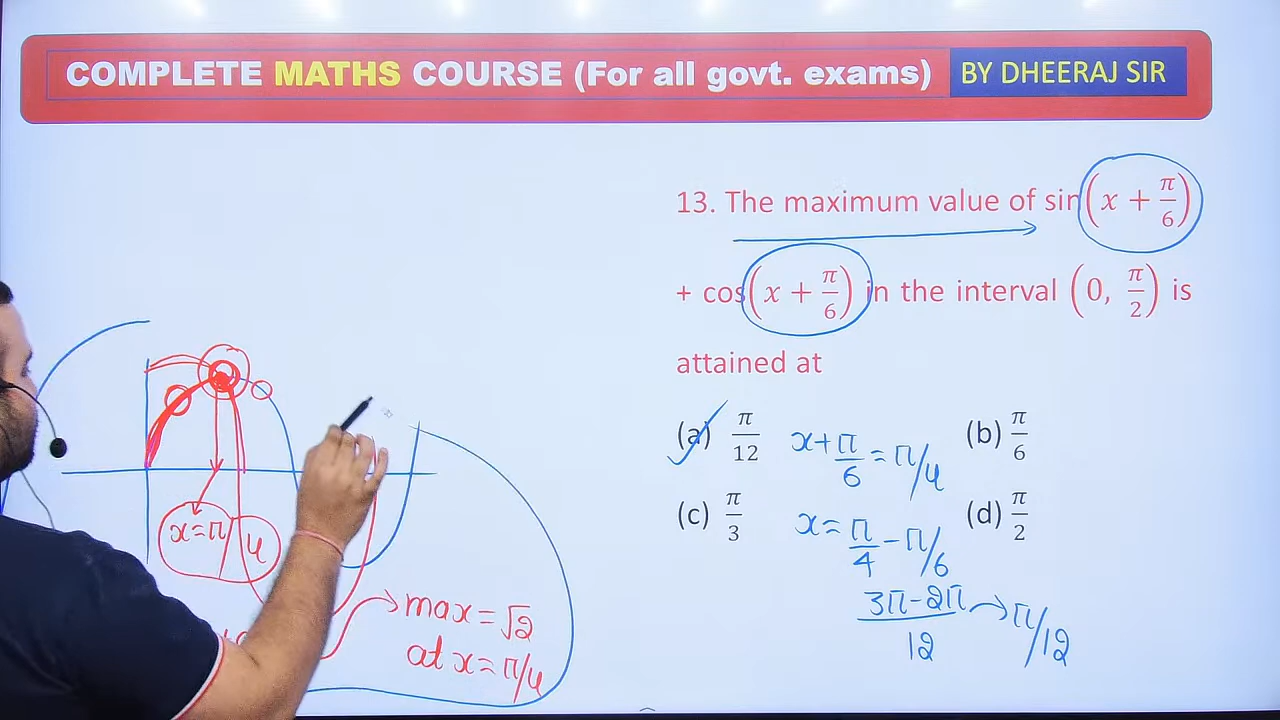 COMPLETE MATHS COURSE (For all govt. exams) BY DHEERAJ SIR
13. The maximum value of sin(x + π/6)
+ cos(x + π/6) in the interval (0, π/2) is
attained at
(a) π/12
(b) π/6
(c) π/3
(d) π/2
x+π/6=π/4
x=π/4-π/6
3π-2π/12→π/12
x=π/4
max=√2
at x=π/4